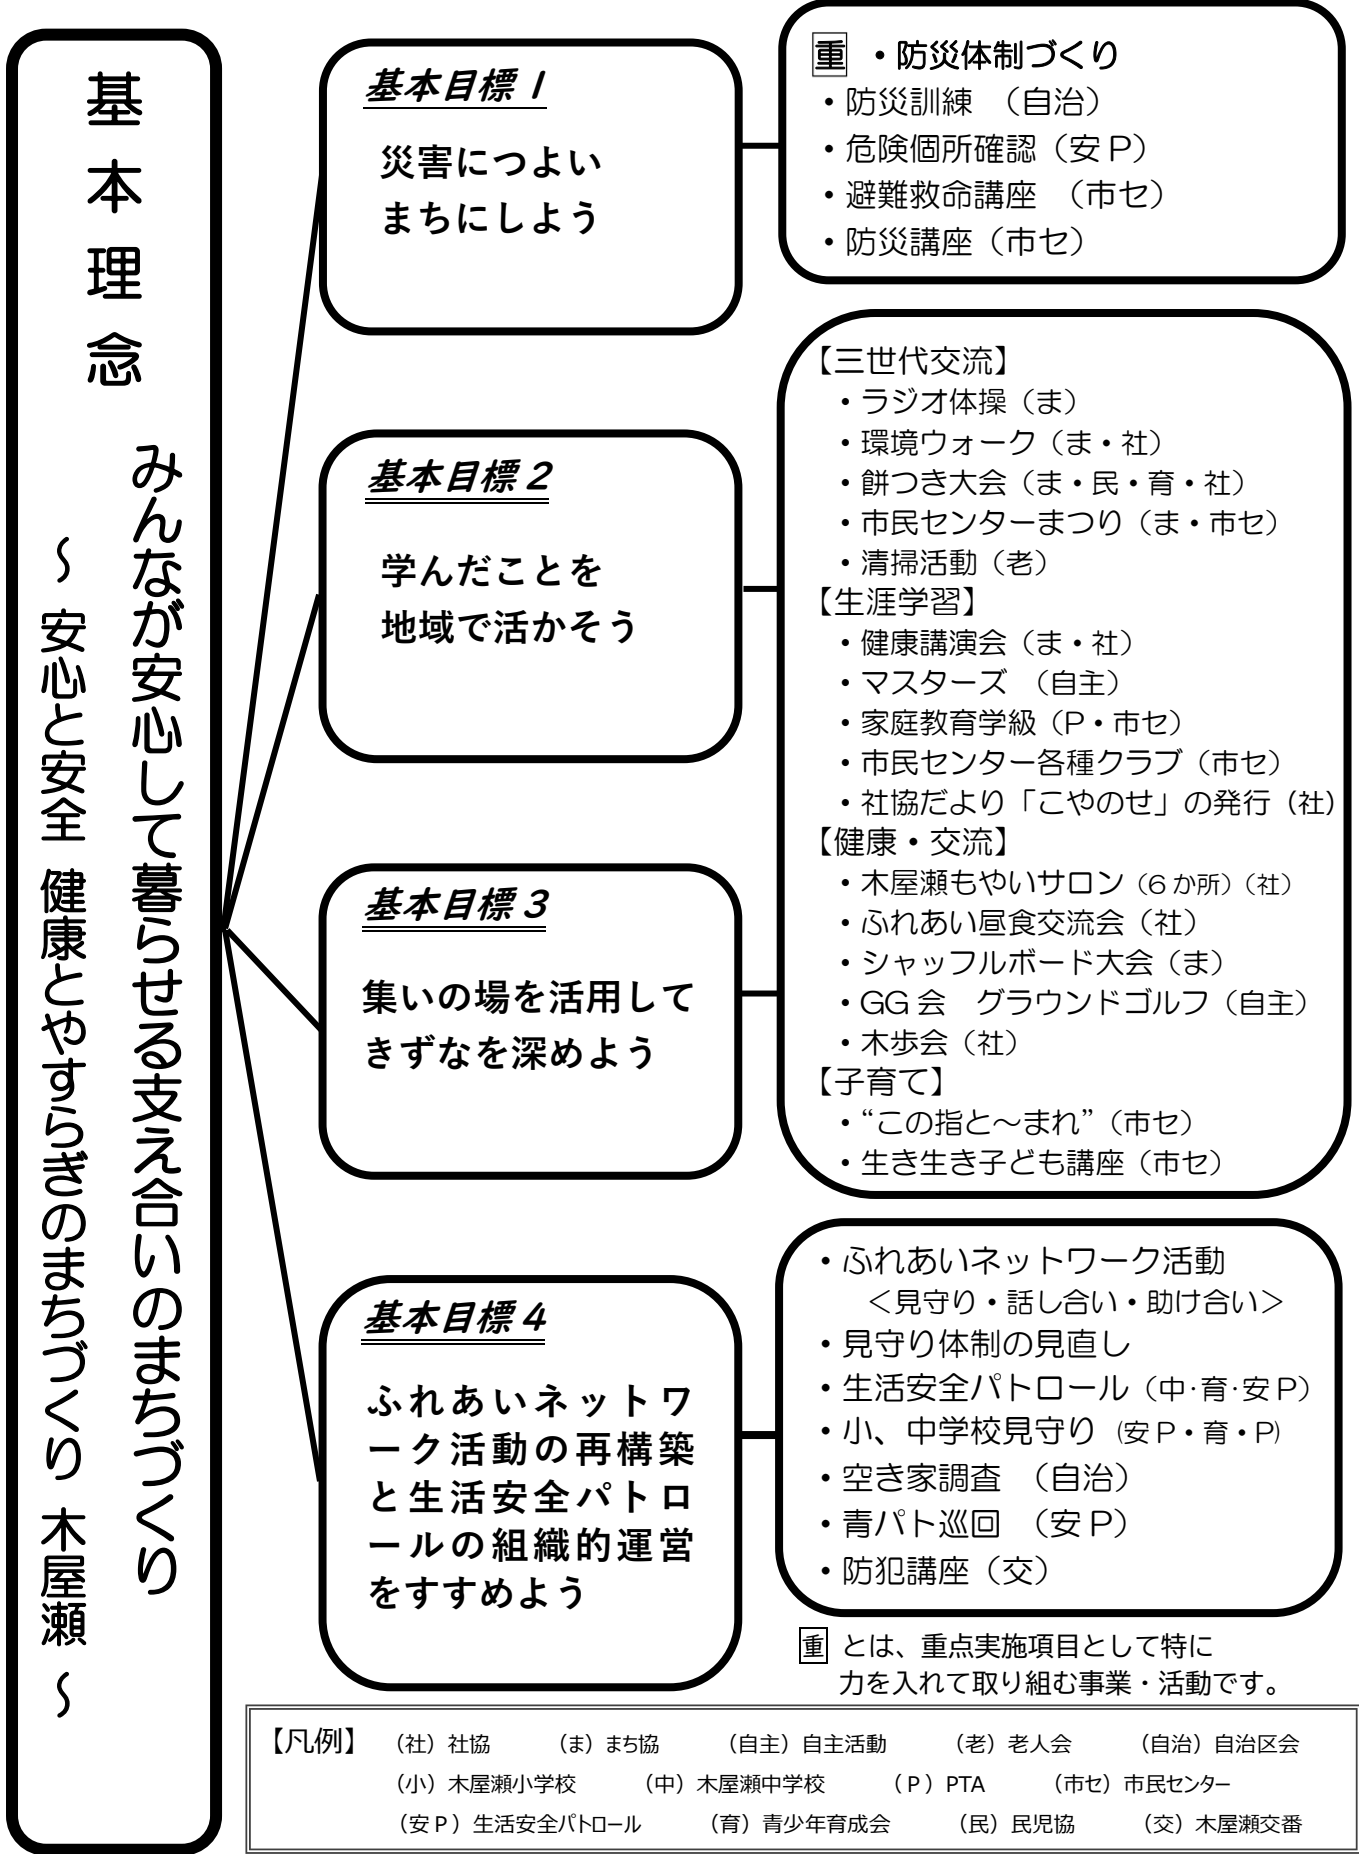 基本理念
みんなが安心して暮らせる支え合いのまちづくり
～ 安心と安全 健康とやすらぎのまちづくり 木屋瀬 ～
基本目標１
災害につよい
まちにしよう
重 ・防災体制づくり
・防災訓練 （自治）
・危険個所確認（安Ｐ）
・避難救命講座 （市セ）
・防災講座（市セ）
基本目標２
学んだことを
地域で活かそう
基本目標３
集いの場を活用して
きずなを深めよう
【三世代交流】
・ラジオ体操（ま）
・環境ウォーク（ま・社）
・餅つき大会（ま・民・育・社）
・市民センターまつり（ま・市セ）
・清掃活動（老）
【生涯学習】
・健康講演会（ま・社）
・マスターズ （自主）
・家庭教育学級（P・市セ）
・市民センター各種クラブ（市セ）
・社協だより「こやのせ」の発行（社）
【健康・交流】
・木屋瀬もやいサロン（6か所）（社）
・ふれあい昼食交流会（社）
・シャッフルボード大会（ま）
・GG会　グラウンドゴルフ（自主）
・木歩会（社）
【子育て】
・“この指と～まれ”（市セ）
・生き生き子ども講座（市セ）
基本目標４
ふれあいネットワ
ーク活動の再構築
と生活安全パトロ
ールの組織的運営
をすすめよう
・ふれあいネットワーク活動
＜見守り・話し合い・助け合い＞
・見守り体制の見直し
・生活安全パトロール（中・育・安Ｐ）
・小、中学校見守り（安Ｐ・育・P）
・空き家調査 （自治）
・青パト巡回 （安Ｐ）
・防犯講座（交）
重 とは、重点実施項目として特に
力を入れて取り組む事業・活動です。
【凡例】 （社）社協 （ま）まち協 （自主）自主活動 （老）老人会 （自治）自治区会
（小）木屋瀬小学校 （中）木屋瀬中学校 （Ｐ）PTA （市セ）市民センター
（安Ｐ）生活安全パトロール （育）青少年育成会 （民）民児協 （交）木屋瀬交番